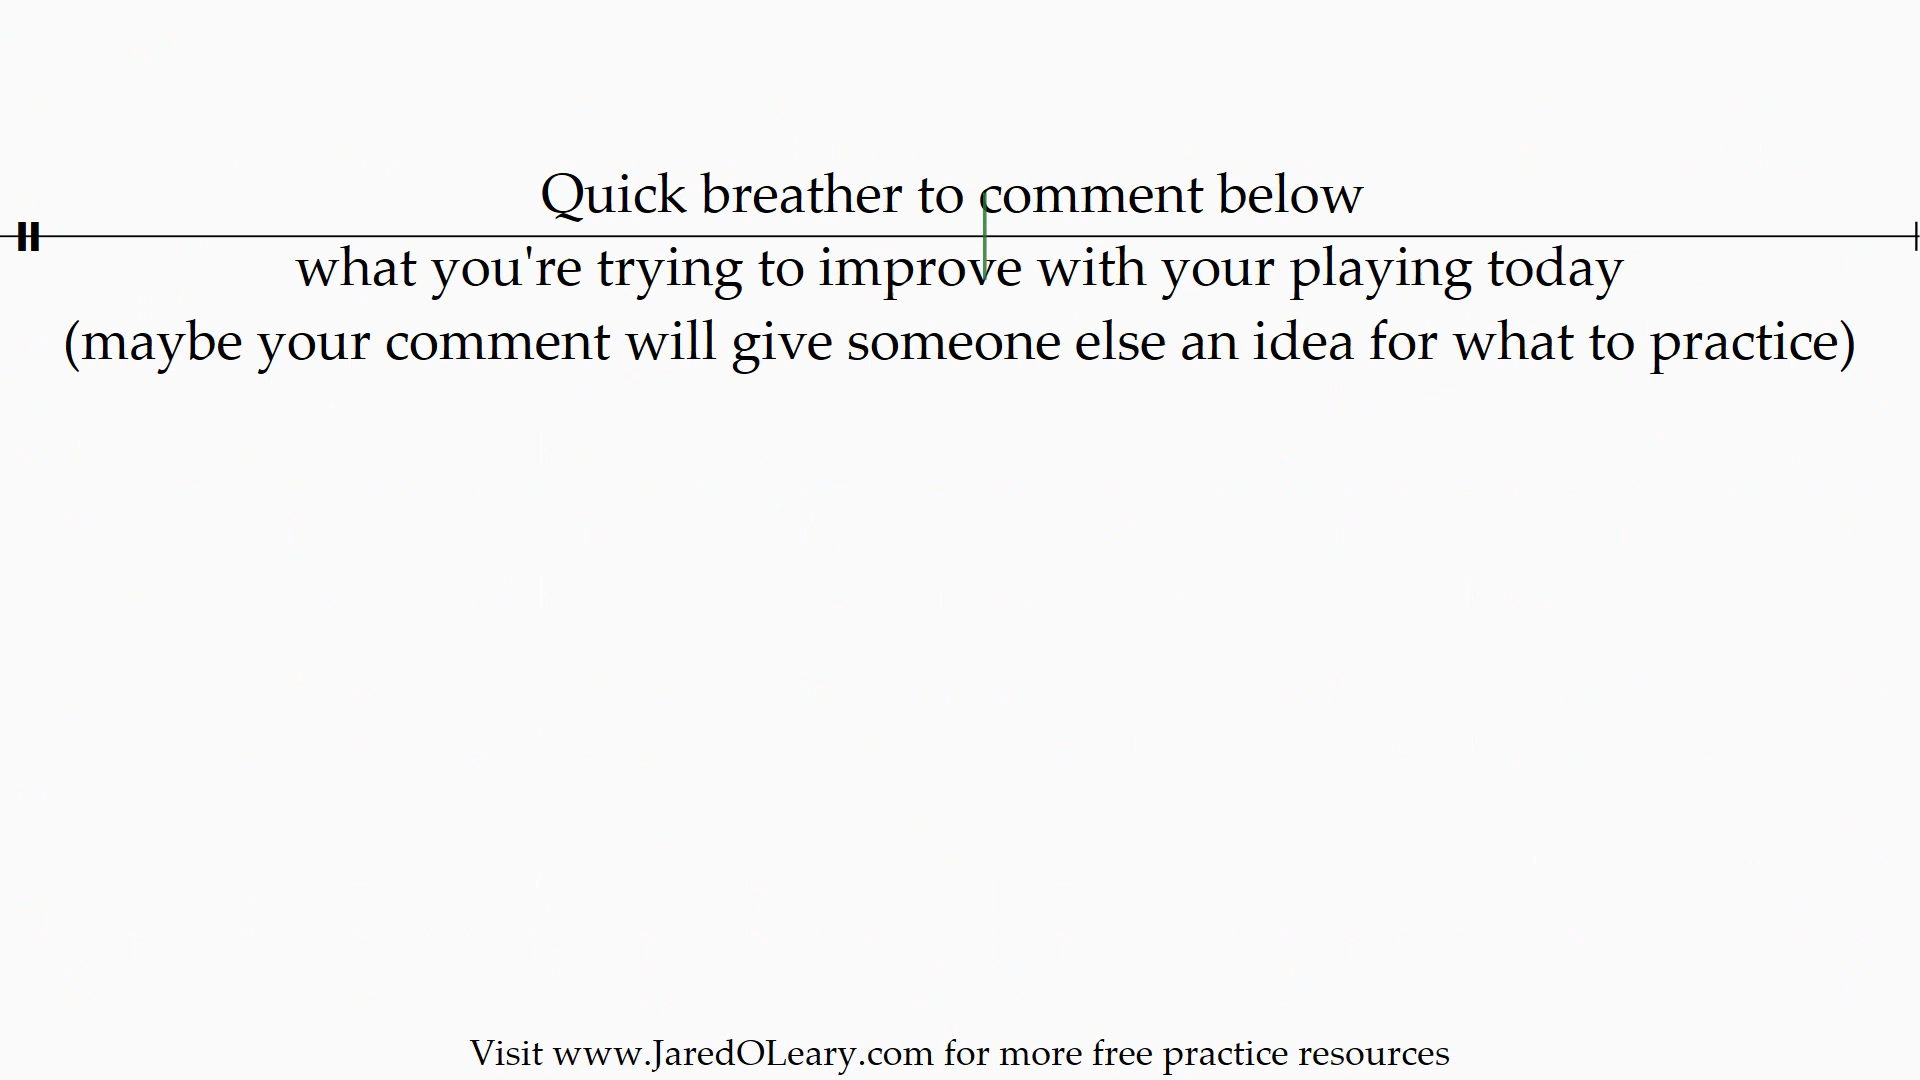 Quick breather to comment below
what you're trying to improve with your playing today
(maybe your comment will give someone else an idea for what to practice)
Visit www.JaredOLeary.com for more free practice resources